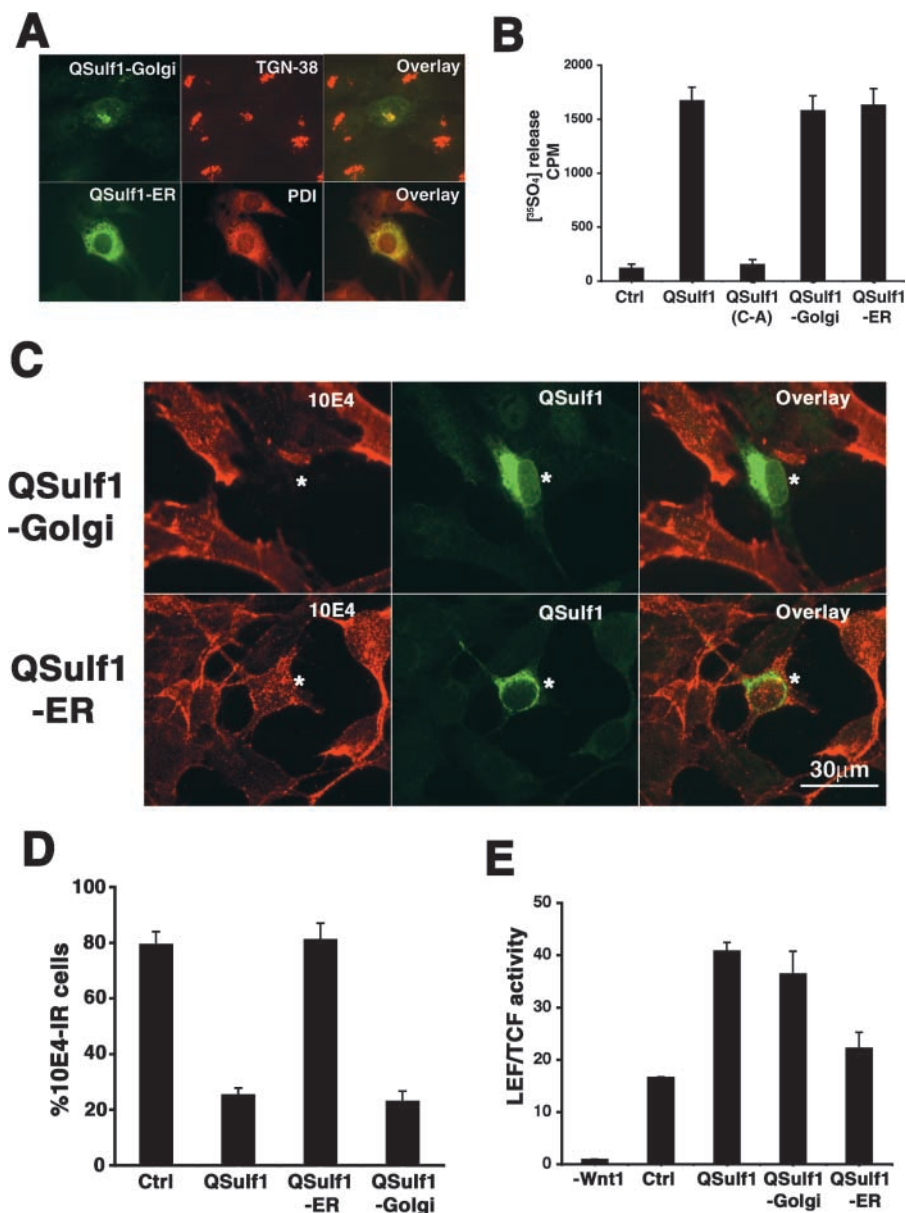 A
QSulf1-Golgi
TGN-38
Overlay
QSulf1-ER
PDI
Overlay
B
2000
1500
1000
500
0
[³⁵SO₄] release
CPM
Ctrl
QSulf1
QSulf1
(C-A)
QSulf1
-Golgi
QSulf1
-ER
C
QSulf1
-Golgi
10E4
*
QSulf1
*
Overlay
*
QSulf1
-ER
10E4
*
QSulf1
*
Overlay
*
30μm
D
100
80
60
40
20
0
%10E4-IR cells
Ctrl
QSulf1
QSulf1
-ER
QSulf1
-Golgi
E
50
40
30
20
10
0
LEF/TCF activity
-Wnt1
Ctrl
QSulf1
QSulf1
-Golgi
QSulf1
-ER